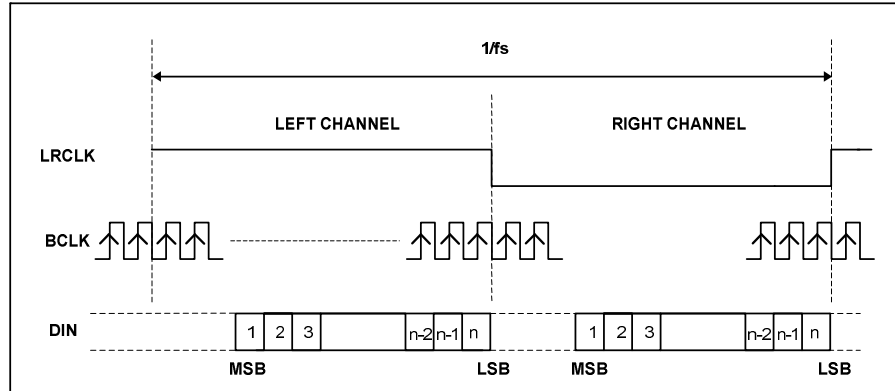 1/fs
LEFT CHANNEL RIGHT CHANNEL
LRCLK
BCLK
DIN 1 2 3 n-2 n-1 n 1 2 3 n-2 n-1 n
MSB LSB MSB LSB